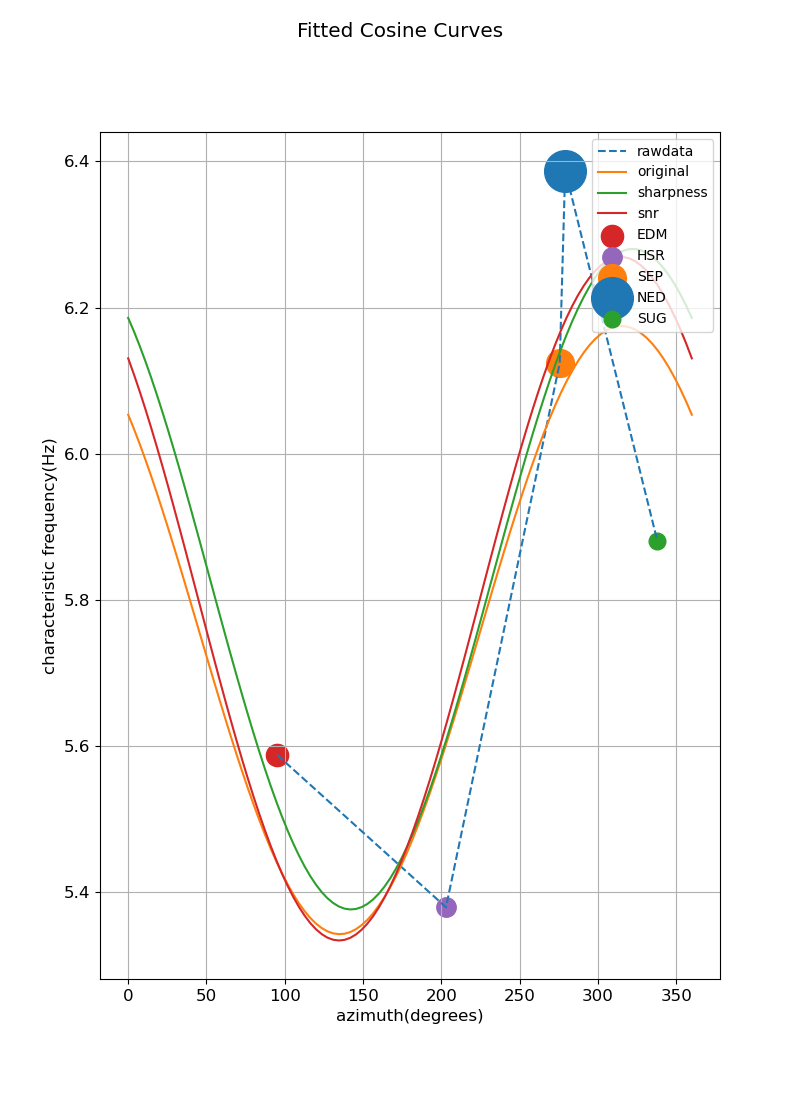 Fitted Cosine Curves
6.4
6.2
6.0
5.8
5.6
5.4
characteristic frequency(Hz)
rawdata
original
sharpness
snr
EDM
HSR
SEP
NED
SUG
0 50 100 150 200 250 300 350
azimuth(degrees)